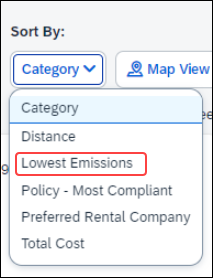 Sort By:
Category Map View
Category
Distance
Lowest Emissions
Policy - Most Compliant
Preferred Rental Company
Total Cost